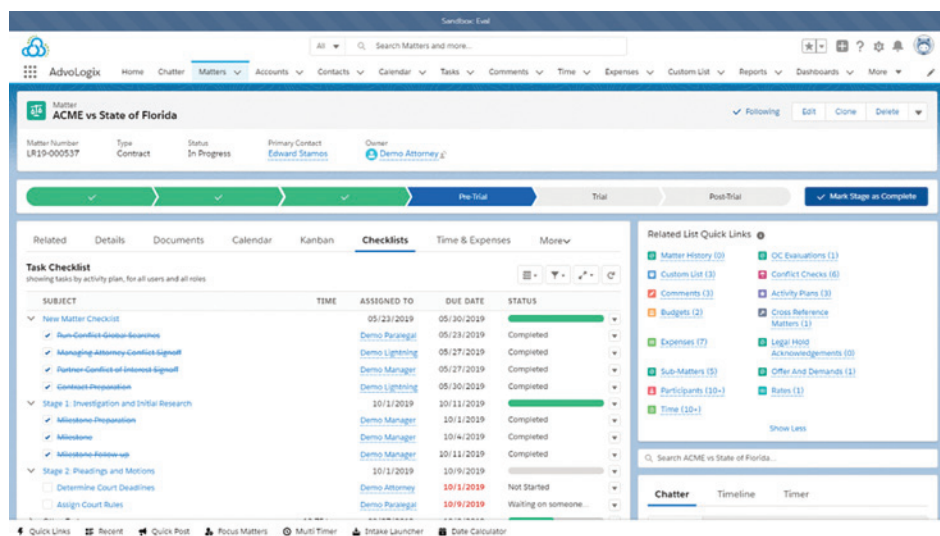 Sandbox: Eval
All
Search Matters and more...
AdvoLogix Home Chatter Matters Accounts Contacts Calendar Tasks Comments Time Expenses Custom List Reports Dashboards More
Matter
ACME vs State of Florida
Following Edit Clone Delete
Matter Number Type Status Primary Contact Owner
LR19-000537 Contract In Progress Edward Stamos Demo Attorney
Pre-Trial Trial Post-Trial Mark Stage as Complete
Related Details Documents Calendar Kanban Checklists Time & Expenses More
Task Checklist
showing tasks by activity plan, for all users and all roles
SUBJECT TIME ASSIGNED TO DUE DATE STATUS
New Matter Checklist 05/23/2019 05/30/2019
Run Conflict Global Searches Demo Paralegal 05/23/2019 Completed
Managing Attorney Conflict Signoff Demo Lightning 05/27/2019 Completed
Partner Conflict of Interest Signoff Demo Manager 05/27/2019 Completed
Contract Preparation Demo Lightning 05/30/2019 Completed
Stage 1: Investigation and Initial Research 10/1/2019 10/11/2019
Milestone Preparation Demo Manager 10/1/2019 Completed
Milestone Demo Manager 10/4/2019 Completed
Milestone Follow-up Demo Manager 10/11/2019 Completed
Stage 2: Pleadings and Motions 10/1/2019 10/9/2019
Determine Court Deadlines Demo Attorney 10/1/2019 Not Started
Assign Court Rules Demo Paralegal 10/9/2019 Waiting on someone...
Related List Quick Links
Matter History (0) OC Evaluations (1)
Custom List (3) Conflict Checks (6)
Comments (3) Activity Plans (3)
Budgets (2) Cross Reference
Matters (1)
Expenses (7) Legal Hold
Acknowledgements (0)
Sub-Matters (5) Offer And Demands (1)
Participants (10+) Rates (1)
Time (10+)
Show Less
Search ACME vs State of Florida...
Chatter Timeline Timer
Quick Links Recent Quick Post Focus Matters Multi Timer Intake Launcher Date Calculator